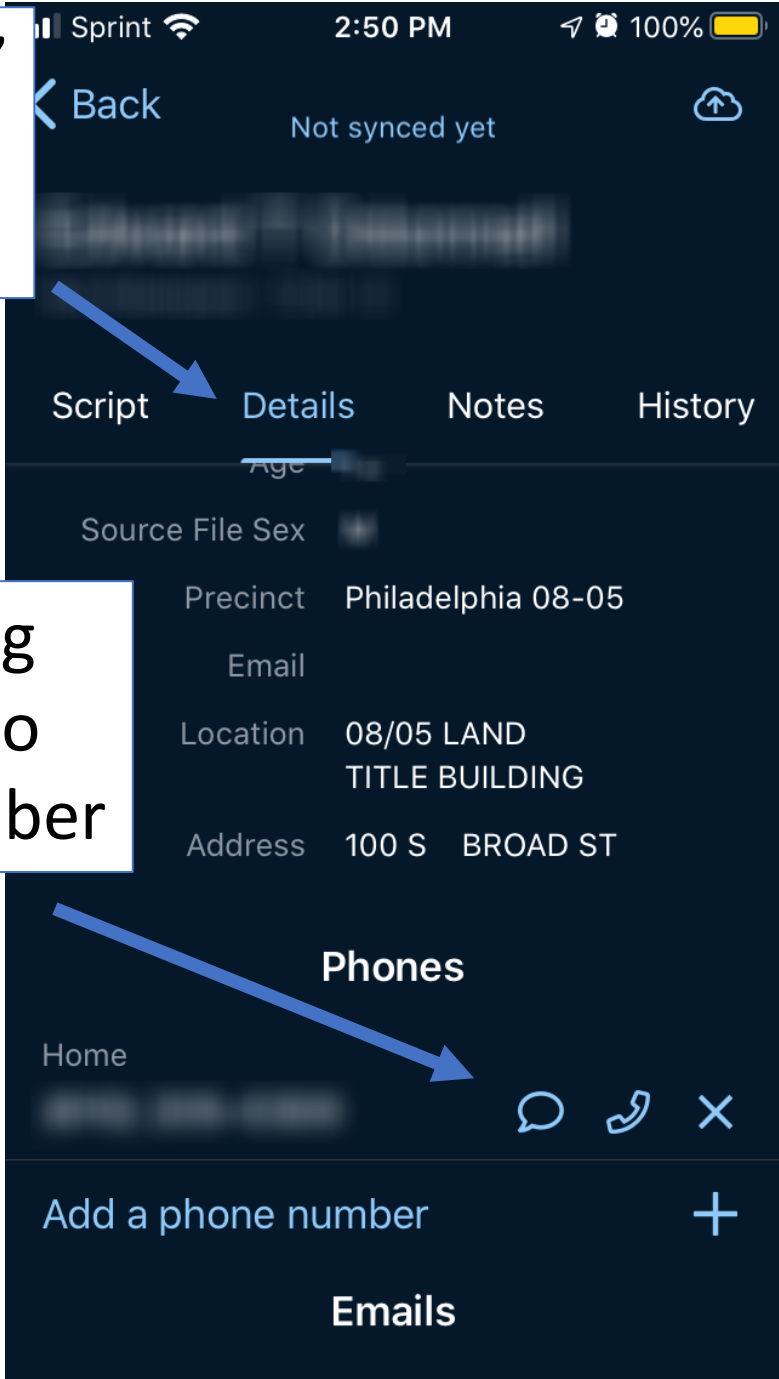 Sprint 2:50 PM 100%
Back
Not synced yet
Script Details Notes History
Age
Source File Sex
Precinct Philadelphia 08-05
g
o
ber
Email
Location 08/05 LAND
TITLE BUILDING
Address 100 S BROAD ST
Phones
Home
Add a phone number
Emails